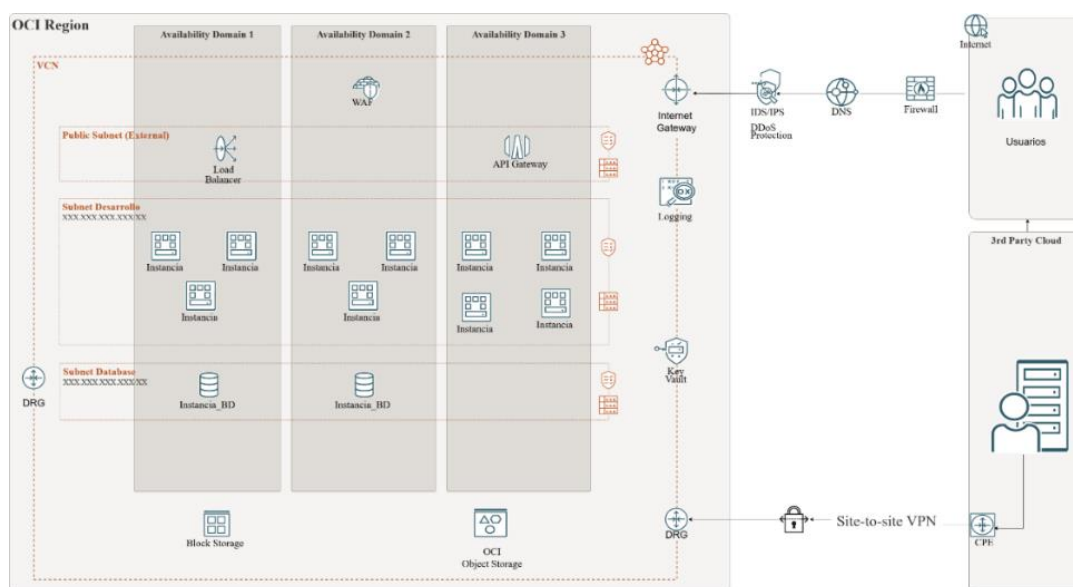 OCI Region
Availability Domain 1
Availability Domain 2
Availability Domain 3
VCN
WAF
Internet
Gateway
IDS/IPS
DDoS
Protection
DNS
Firewall
Internet
Usuarios
Public Subnet (External)
Load
Balancer
API Gateway
Logging
Subnet Desarrollo
XXX.XXX.XXX.XXX/XX
Instancia
Instancia
Instancia
Instancia
Instancia
Instancia
Instancia
Instancia
Instancia
Instancia
3rd Party Cloud
Subnet Database
XXX.XXX.XXX.XXX/XX
Instancia_BD
Instancia_BD
Key
Vault
DRG
Block Storage
OCI
Object Storage
DRG
Site-to-site VPN
CPE